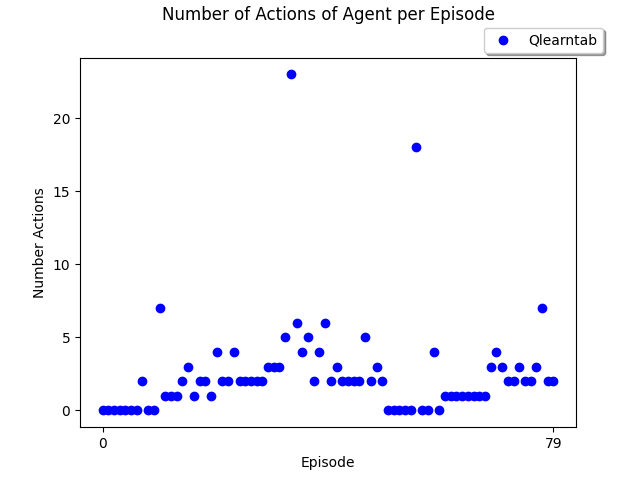 Number of Actions of Agent per Episode
Qlearntab
20
15
10
5
0
Number Actions
0
79
Episode